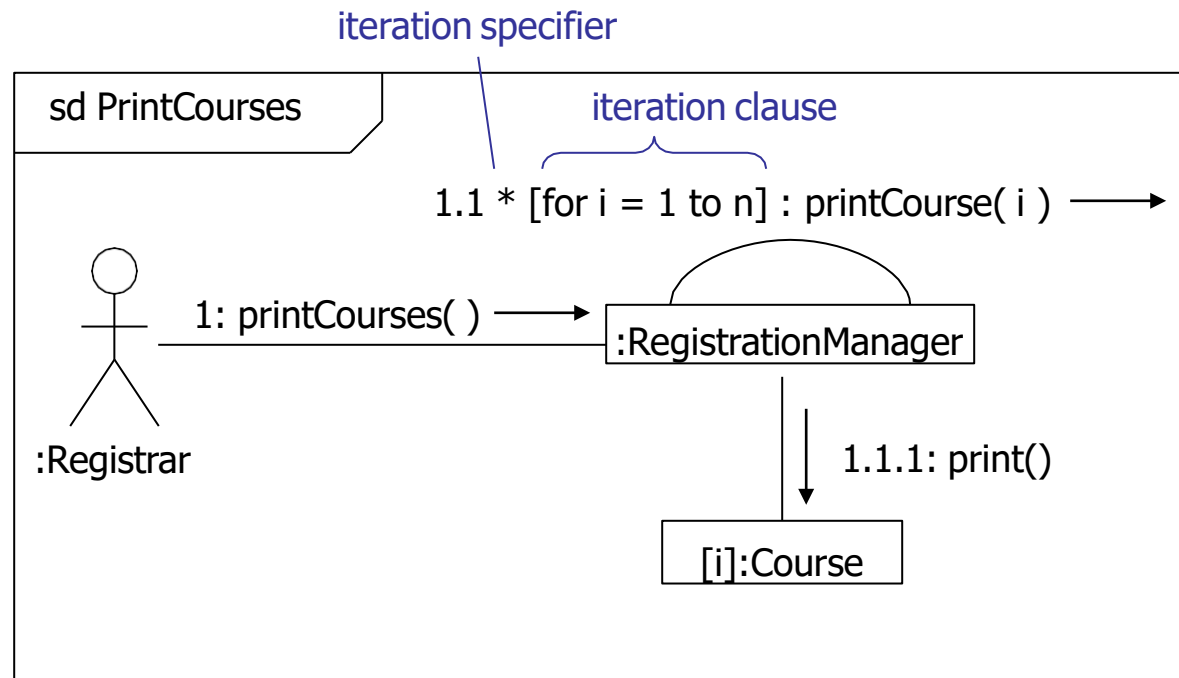 iteration specifier
sd PrintCourses
iteration clause
1.1 * [for i = 1 to n] : printCourse( i )
1: printCourses( )
:RegistrationManager
:Registrar
1.1.1: print()
[i]:Course